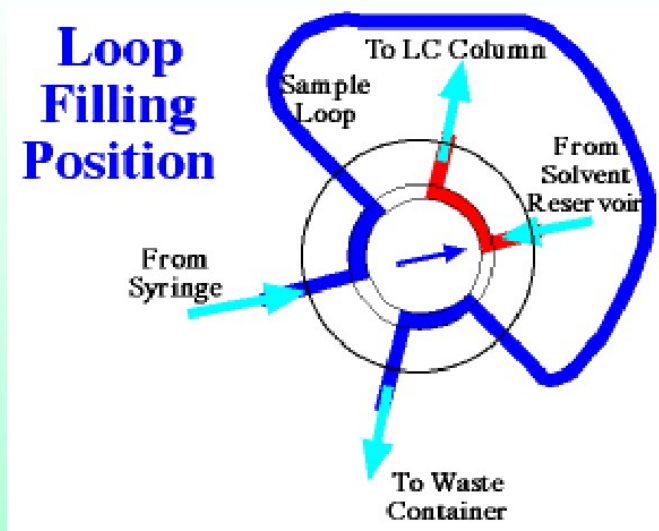 Loop
Filling
Position
To LC Column
Sample
Loop
From
Solvent
Reservoir
From
Syringe
To Waste
Container